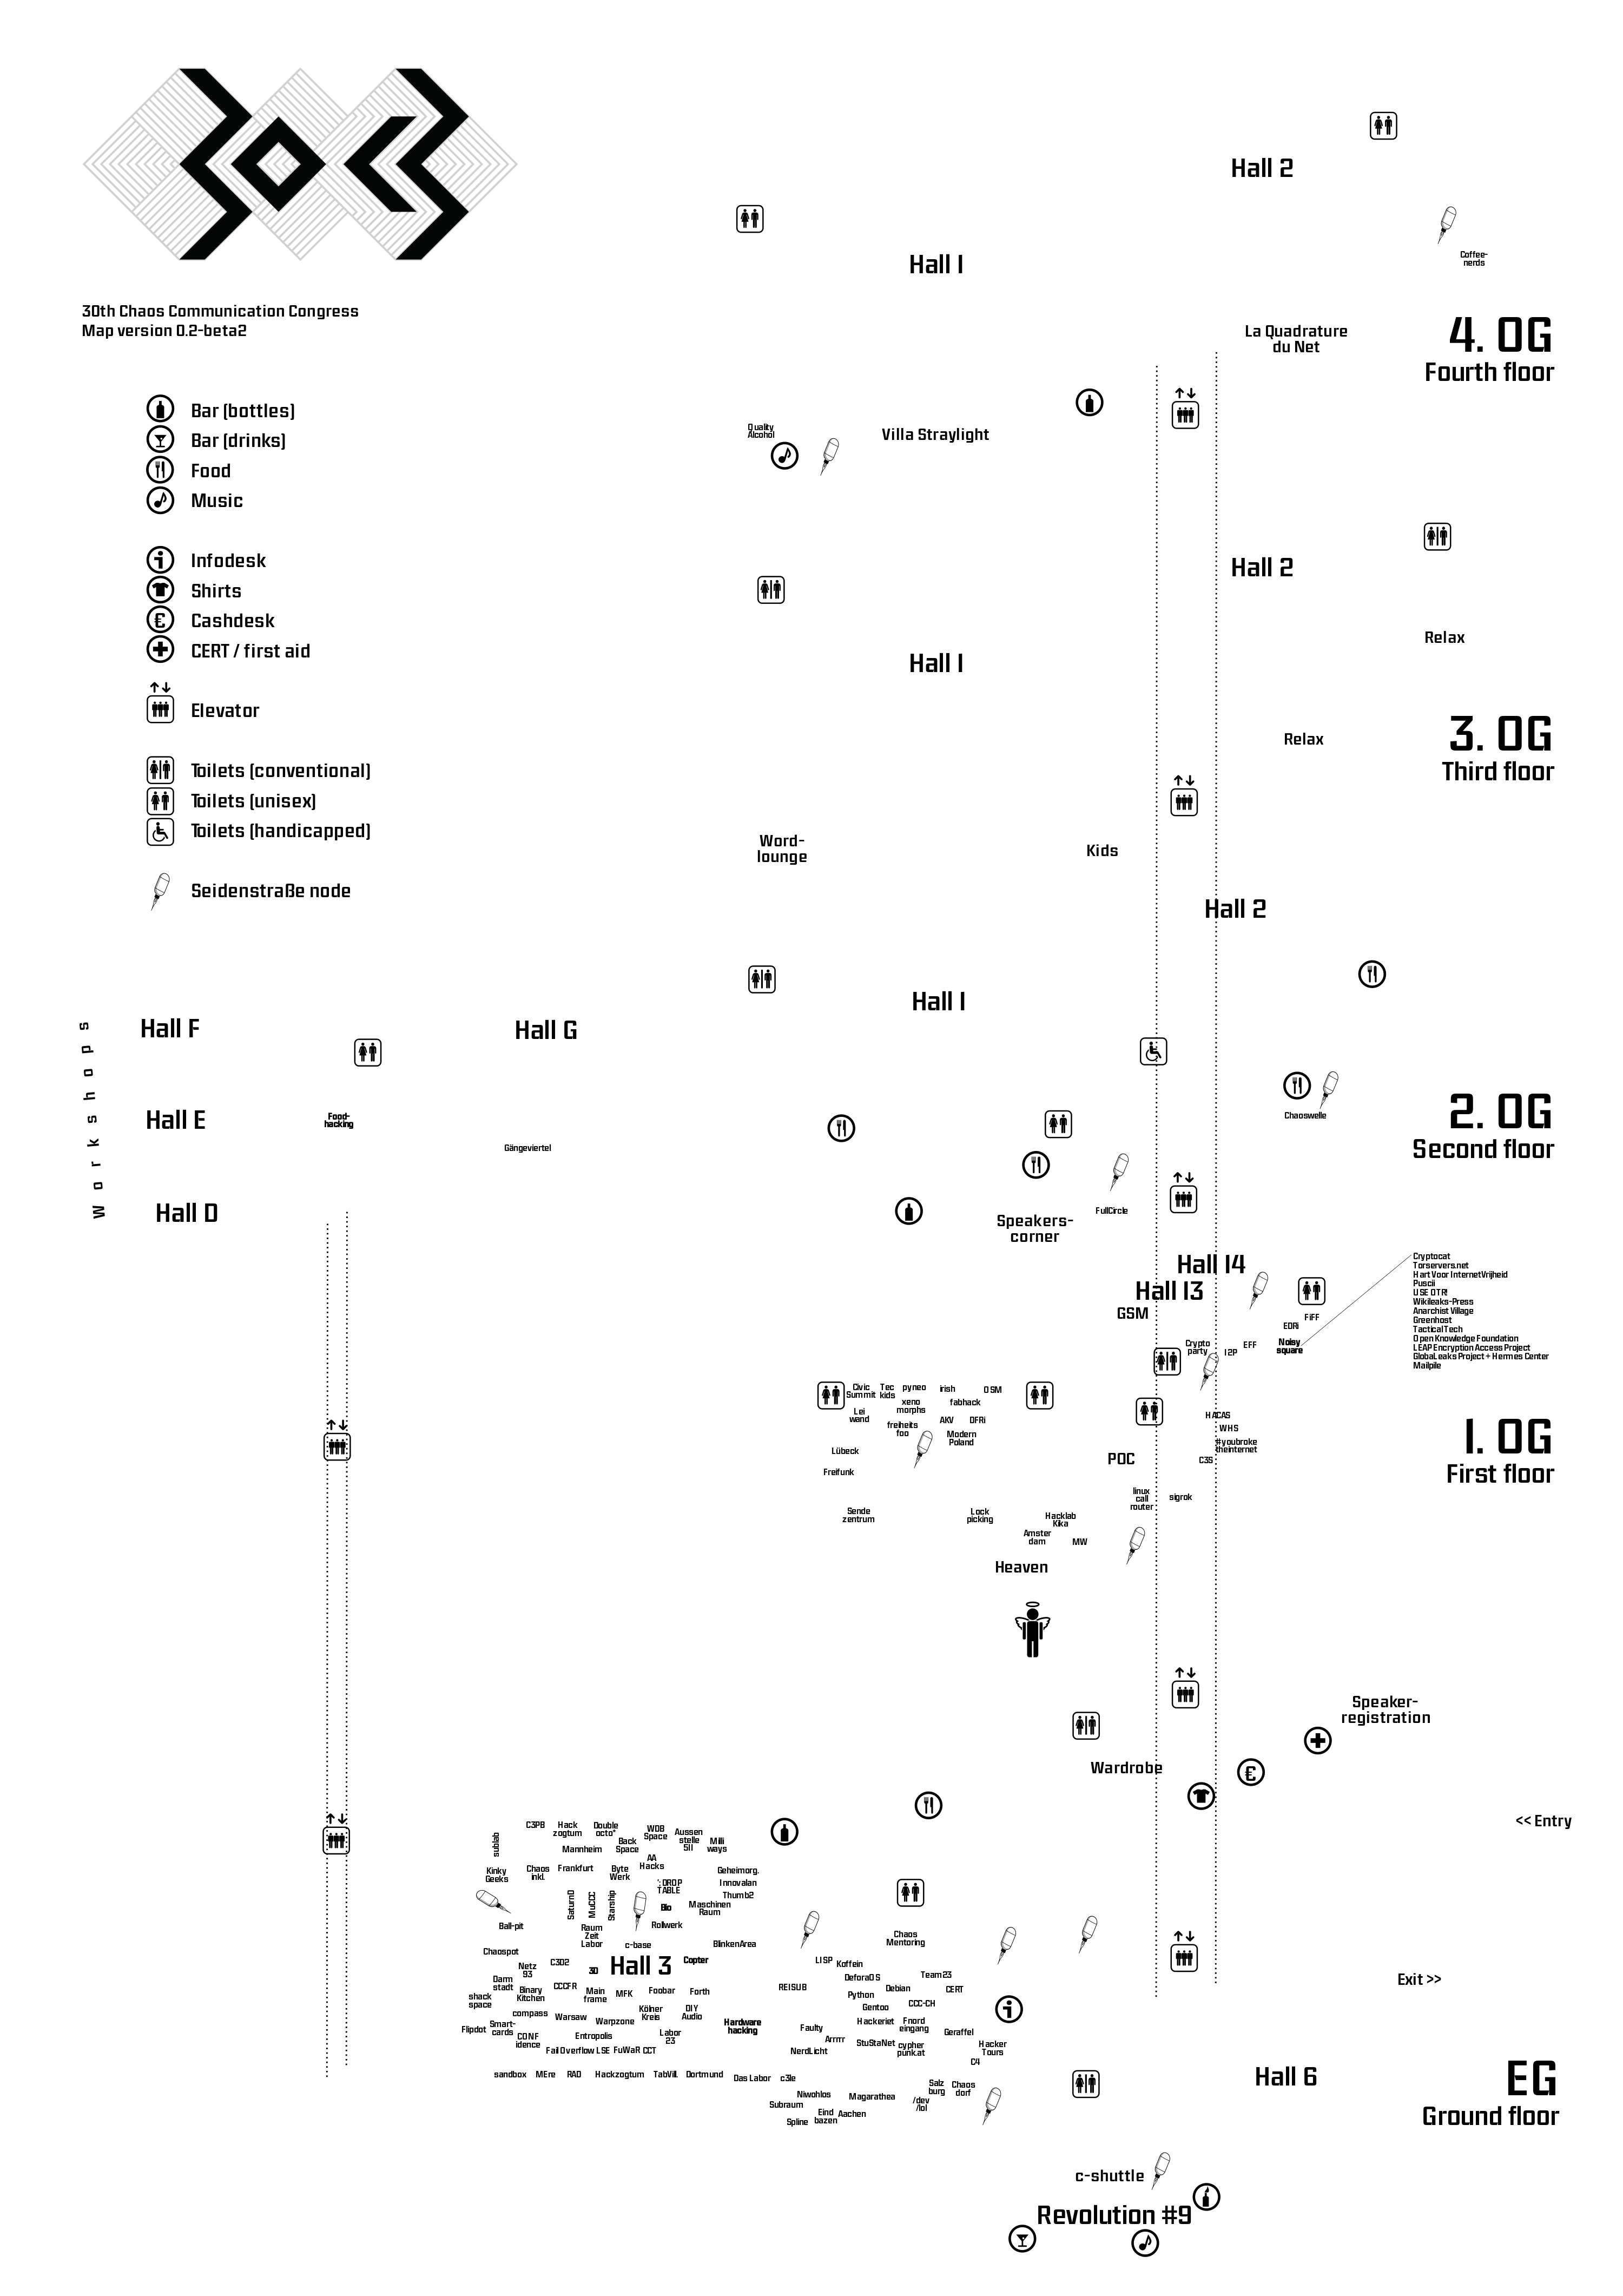 30C3
30th Chaos Communication Congress
Map version 0.2-beta2
Bar (bottles)
Bar (drinks)
Food
Music
Infodesk
Shirts
Cashdesk
CERT / first aid
Elevator
Toilets (conventional)
Toilets (unisex)
Toilets (handicapped)
Seidenstraße node
Hall 2
Hall 1
Coffee-
nerds
La Quadrature
du Net
4. OG
Fourth floor
Quality
Alcohol
Villa Straylight
Hall 2
Relax
Hall 1
Relax
3. OG
Third floor
Word-
lounge
Kids
Hall 2
Hall 1
Workshops
Hall F
Hall G
Hall E
Food-
hacking
Gängeviertel
Hall D
Chaoswelle
2. OG
Second floor
FullCircle
Speakers-
corner
Hall 14
Hall 13
GSM
FiFF
EDRi
EFF
Noisy
square
Crypto
party
I2P
Cryptocat
Torservers.net
Hart Voor InternetVrijheid
Puscii
USE OTR!
Wikileaks-Press
Anarchist Village
Greenhost
TacticalTech
Open Knowledge Foundation
LEAP Encryption Access Project
GlobaLeaks Project + Hermes Center
Mailpile
Civic
Summit
Tec
kids
pyneo
irish
OSM
xeno
morphs
fabhack
Lei
wand
freiheits
foo
AKV
DFRi
Modern
Poland
Lübeck
Freifunk
HACAS
WHS
#youbroke
theinternet
C3S
POC
1. OG
First floor
linux
call
router
sigrok
Sende
zentrum
Lock
picking
Hacklab
Kika
Amster
dam
MW
Heaven
Speaker-
registration
Wardrobe
<< Entry
sublab
C3PB
Hack
zogtum
Double
octo*
WDB
Space
Aussen
stelle
511
Milli
ways
Mannheim
Back
Space
AA
Hacks
Kinky
Geeks
Chaos
inkl.
Frankfurt
Byte
Werk
Geheimorg.
';DROP
TABLE
Innovalan
Thumb2
SaturnD
MuCCC
Starship
Bio
Maschinen
Raum
Ball-pit
Raum
Zeit
Labor
Rollwerk
c-base
BlinkenArea
Chaos
Mentoring
Chaospot
C3D2
Netz
93
3D
Hall 3
Copter
LISP
Koffein
DeforaOS
Team23
Exit >>
Darm
stadt
Binary
Kitchen
CCCFR
Main
frame
MFK
Foobar
Forth
REISUB
Python
Debian
CERT
shack
space
compass
Warsaw
Warpzone
Kölner
Kreis
DIY
Audio
Gentoo
CCC-CH
Flipdot
Smart-
cards
CONF
idence
Entropolis
Labor
23
Hardware
hacking
Faulty
Hackeriet
Fnord
eingang
Geraffel
FailOverflow
LSE
FuWaR
CCT
NerdLicht
Arrrrr
StuStaNet
cypher
punk.at
Hacker
Tours
C4
sandbox
MEre
RAD
Hackzogtum
TabVill.
Dortmund
Das Labor
c3le
Salz
burg
Chaos
dorf
Niwohlos
Magarathea
/dev
/lol
Subraum
Eind
bazen
Aachen
Spline
Hall 6
EG
Ground floor
c-shuttle
Revolution #9